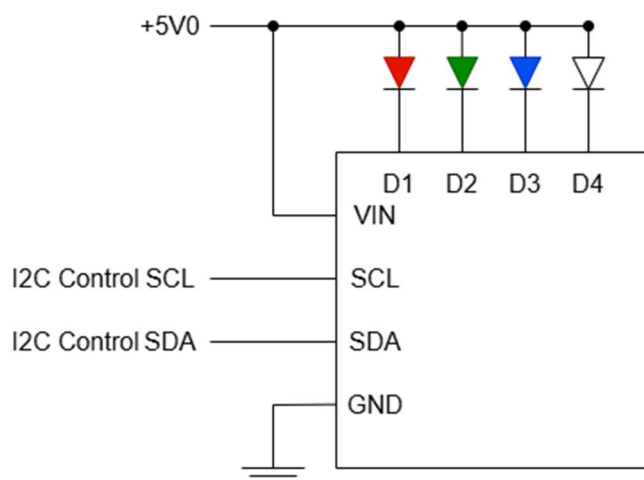 +5V0
D1 D2 D3 D4
VIN
I2C Control SCL SCL
I2C Control SDA SDA
GND